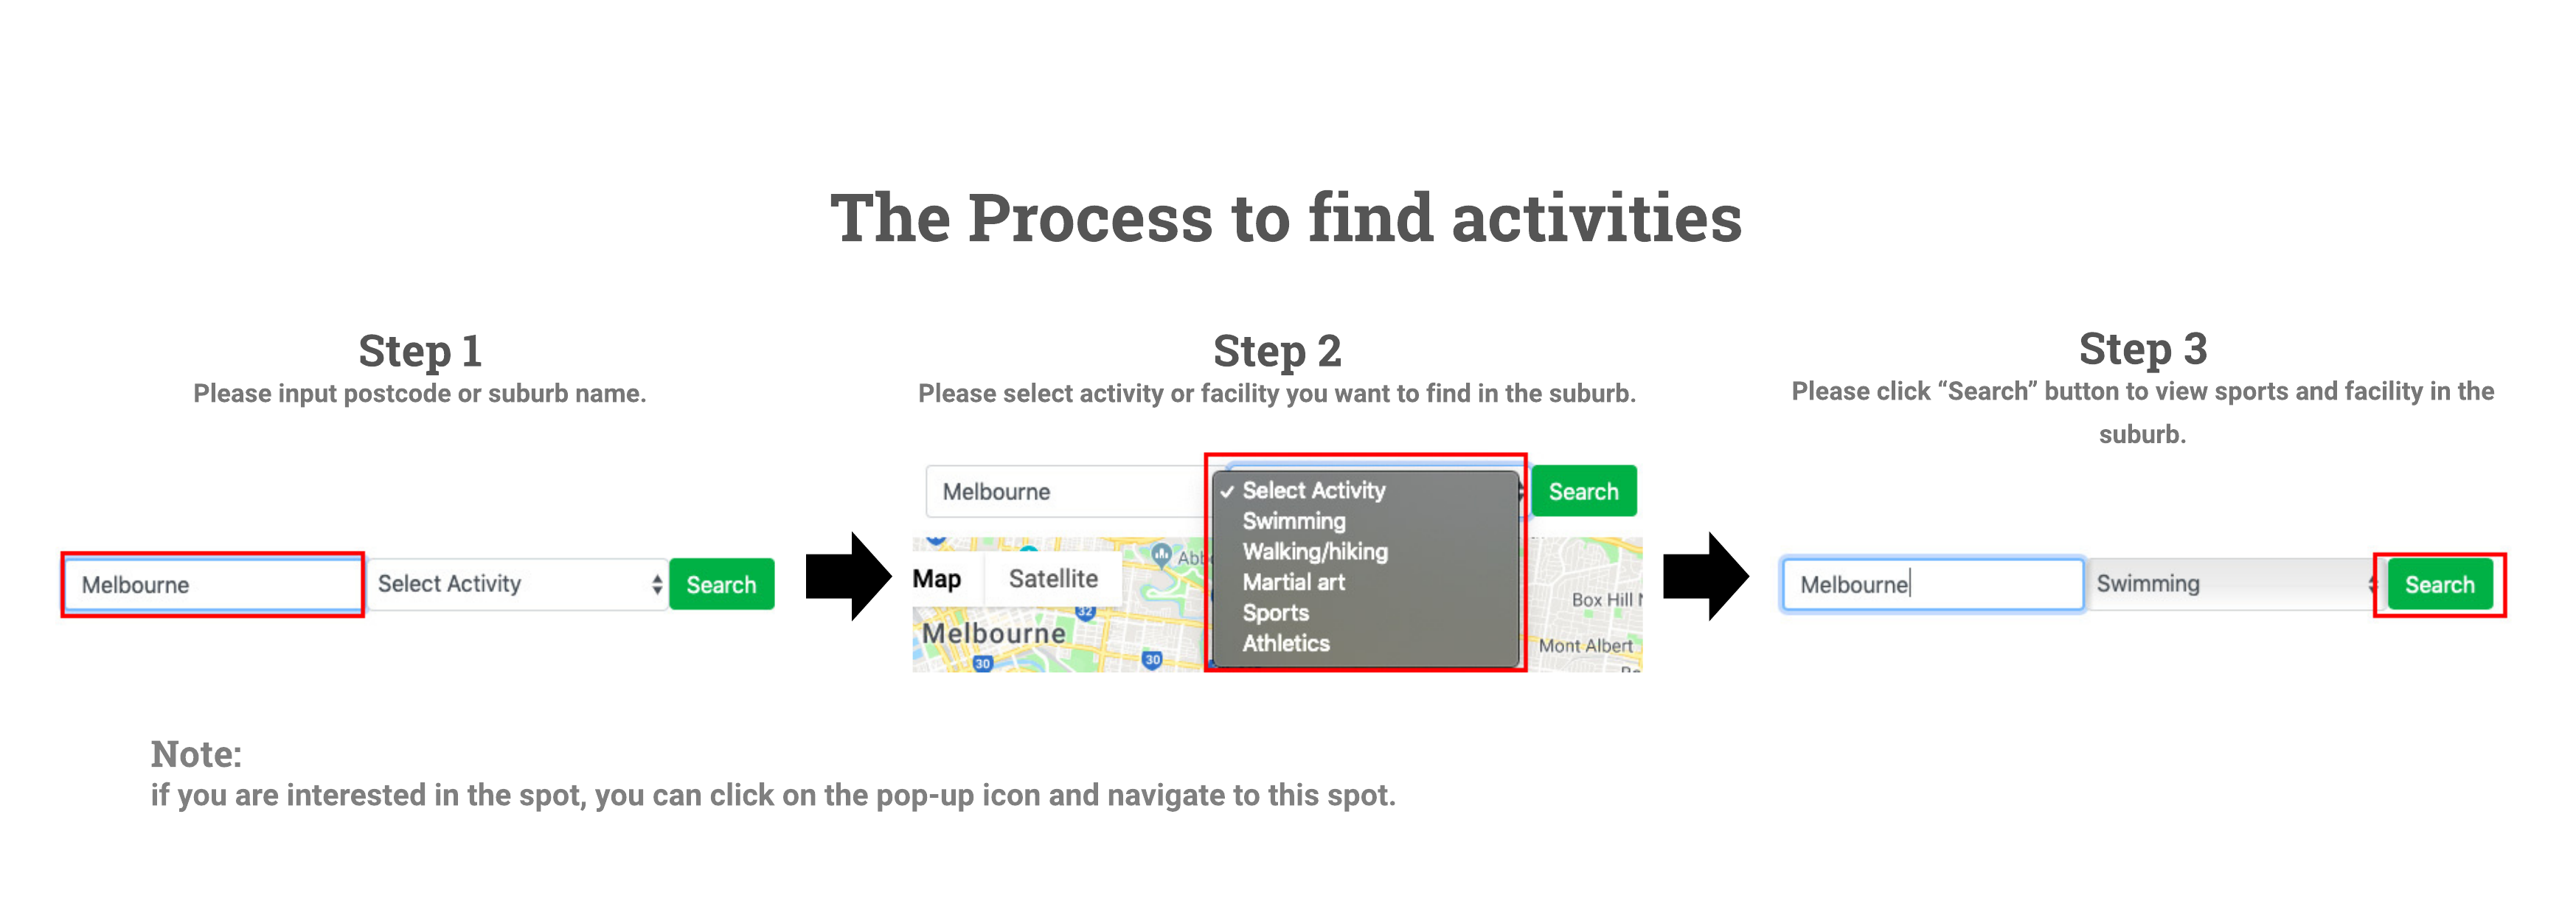 The Process to find activities
Step 1
Please input postcode or suburb name.
Melbourne
Select Activity
Search
Step 2
Please select activity or facility you want to find in the suburb.
Melbourne
✓ Select Activity
Swimming
Walking/hiking
Martial art
Sports
Athletics
Search
Map
Satellite
32
Melbourne
30
30
Box Hill
Mont Albert
Step 3
Please click “Search” button to view sports and facility in the
suburb.
Melbourne
Swimming
Search
Note:
if you are interested in the spot, you can click on the pop-up icon and navigate to this spot.